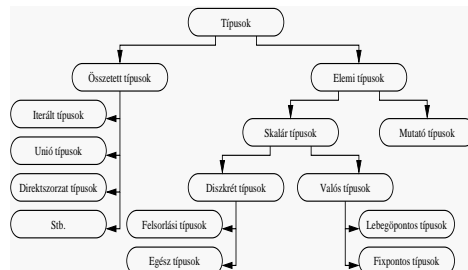 Típusok
Összetett típusok
Elemi típusok
Iterált típusok
Skalár típusok
Mutató típusok
Unió típusok
Direktszorzat típusok
Diszkrét típusok
Valós típusok
Stb.
Felsorlási típusok
Lebegöpontos típusok
Egész típusok
Fixpontos típusok